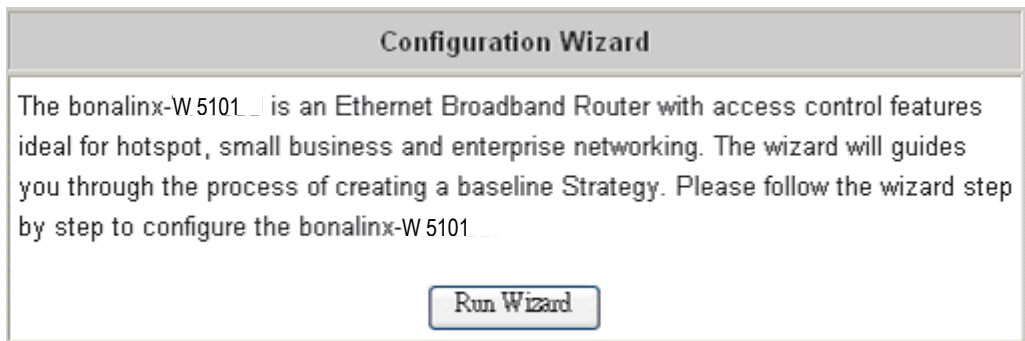 Configuration Wizard
The bonalinx-W 5101 is an Ethernet Broadband Router with access control features
ideal for hotspot, small business and enterprise networking. The wizard will guides
you through the process of creating a baseline Strategy. Please follow the wizard step
by step to configure the bonalinx-W 5101
Run Wizard